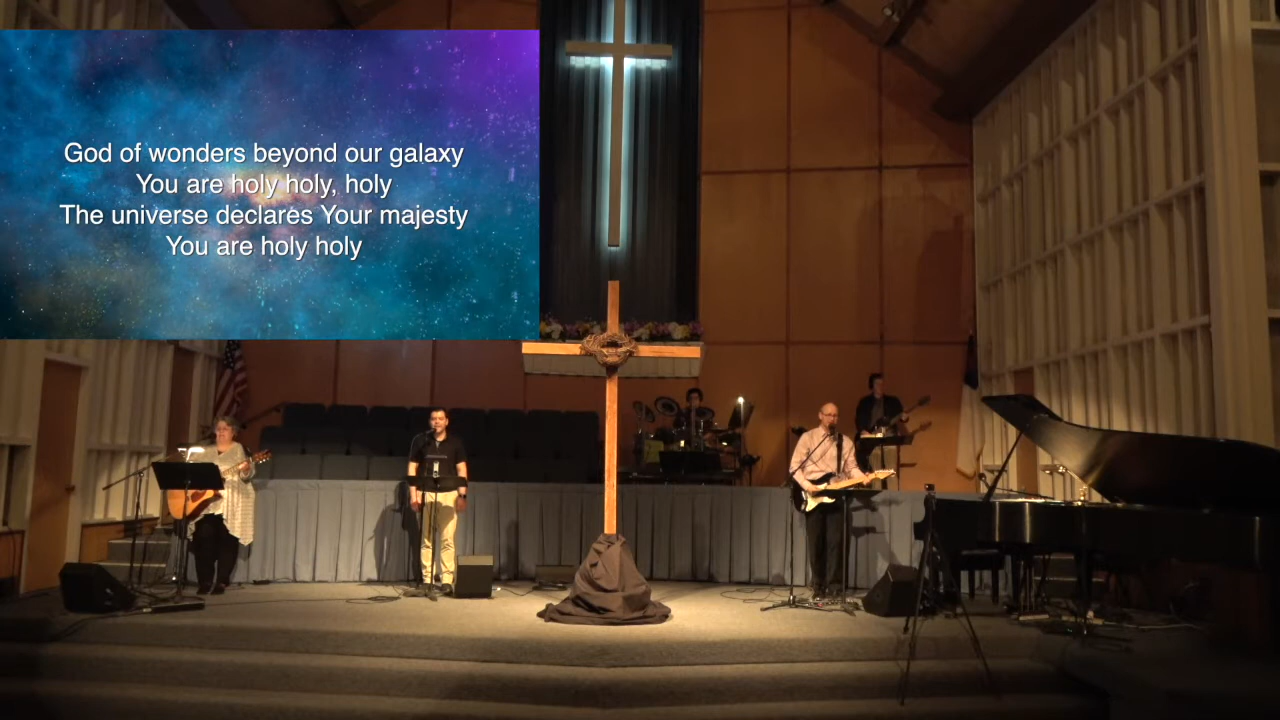 God of wonders beyond our galaxy
You are holy holy, holy
The universe declares Your majesty
You are holy holy